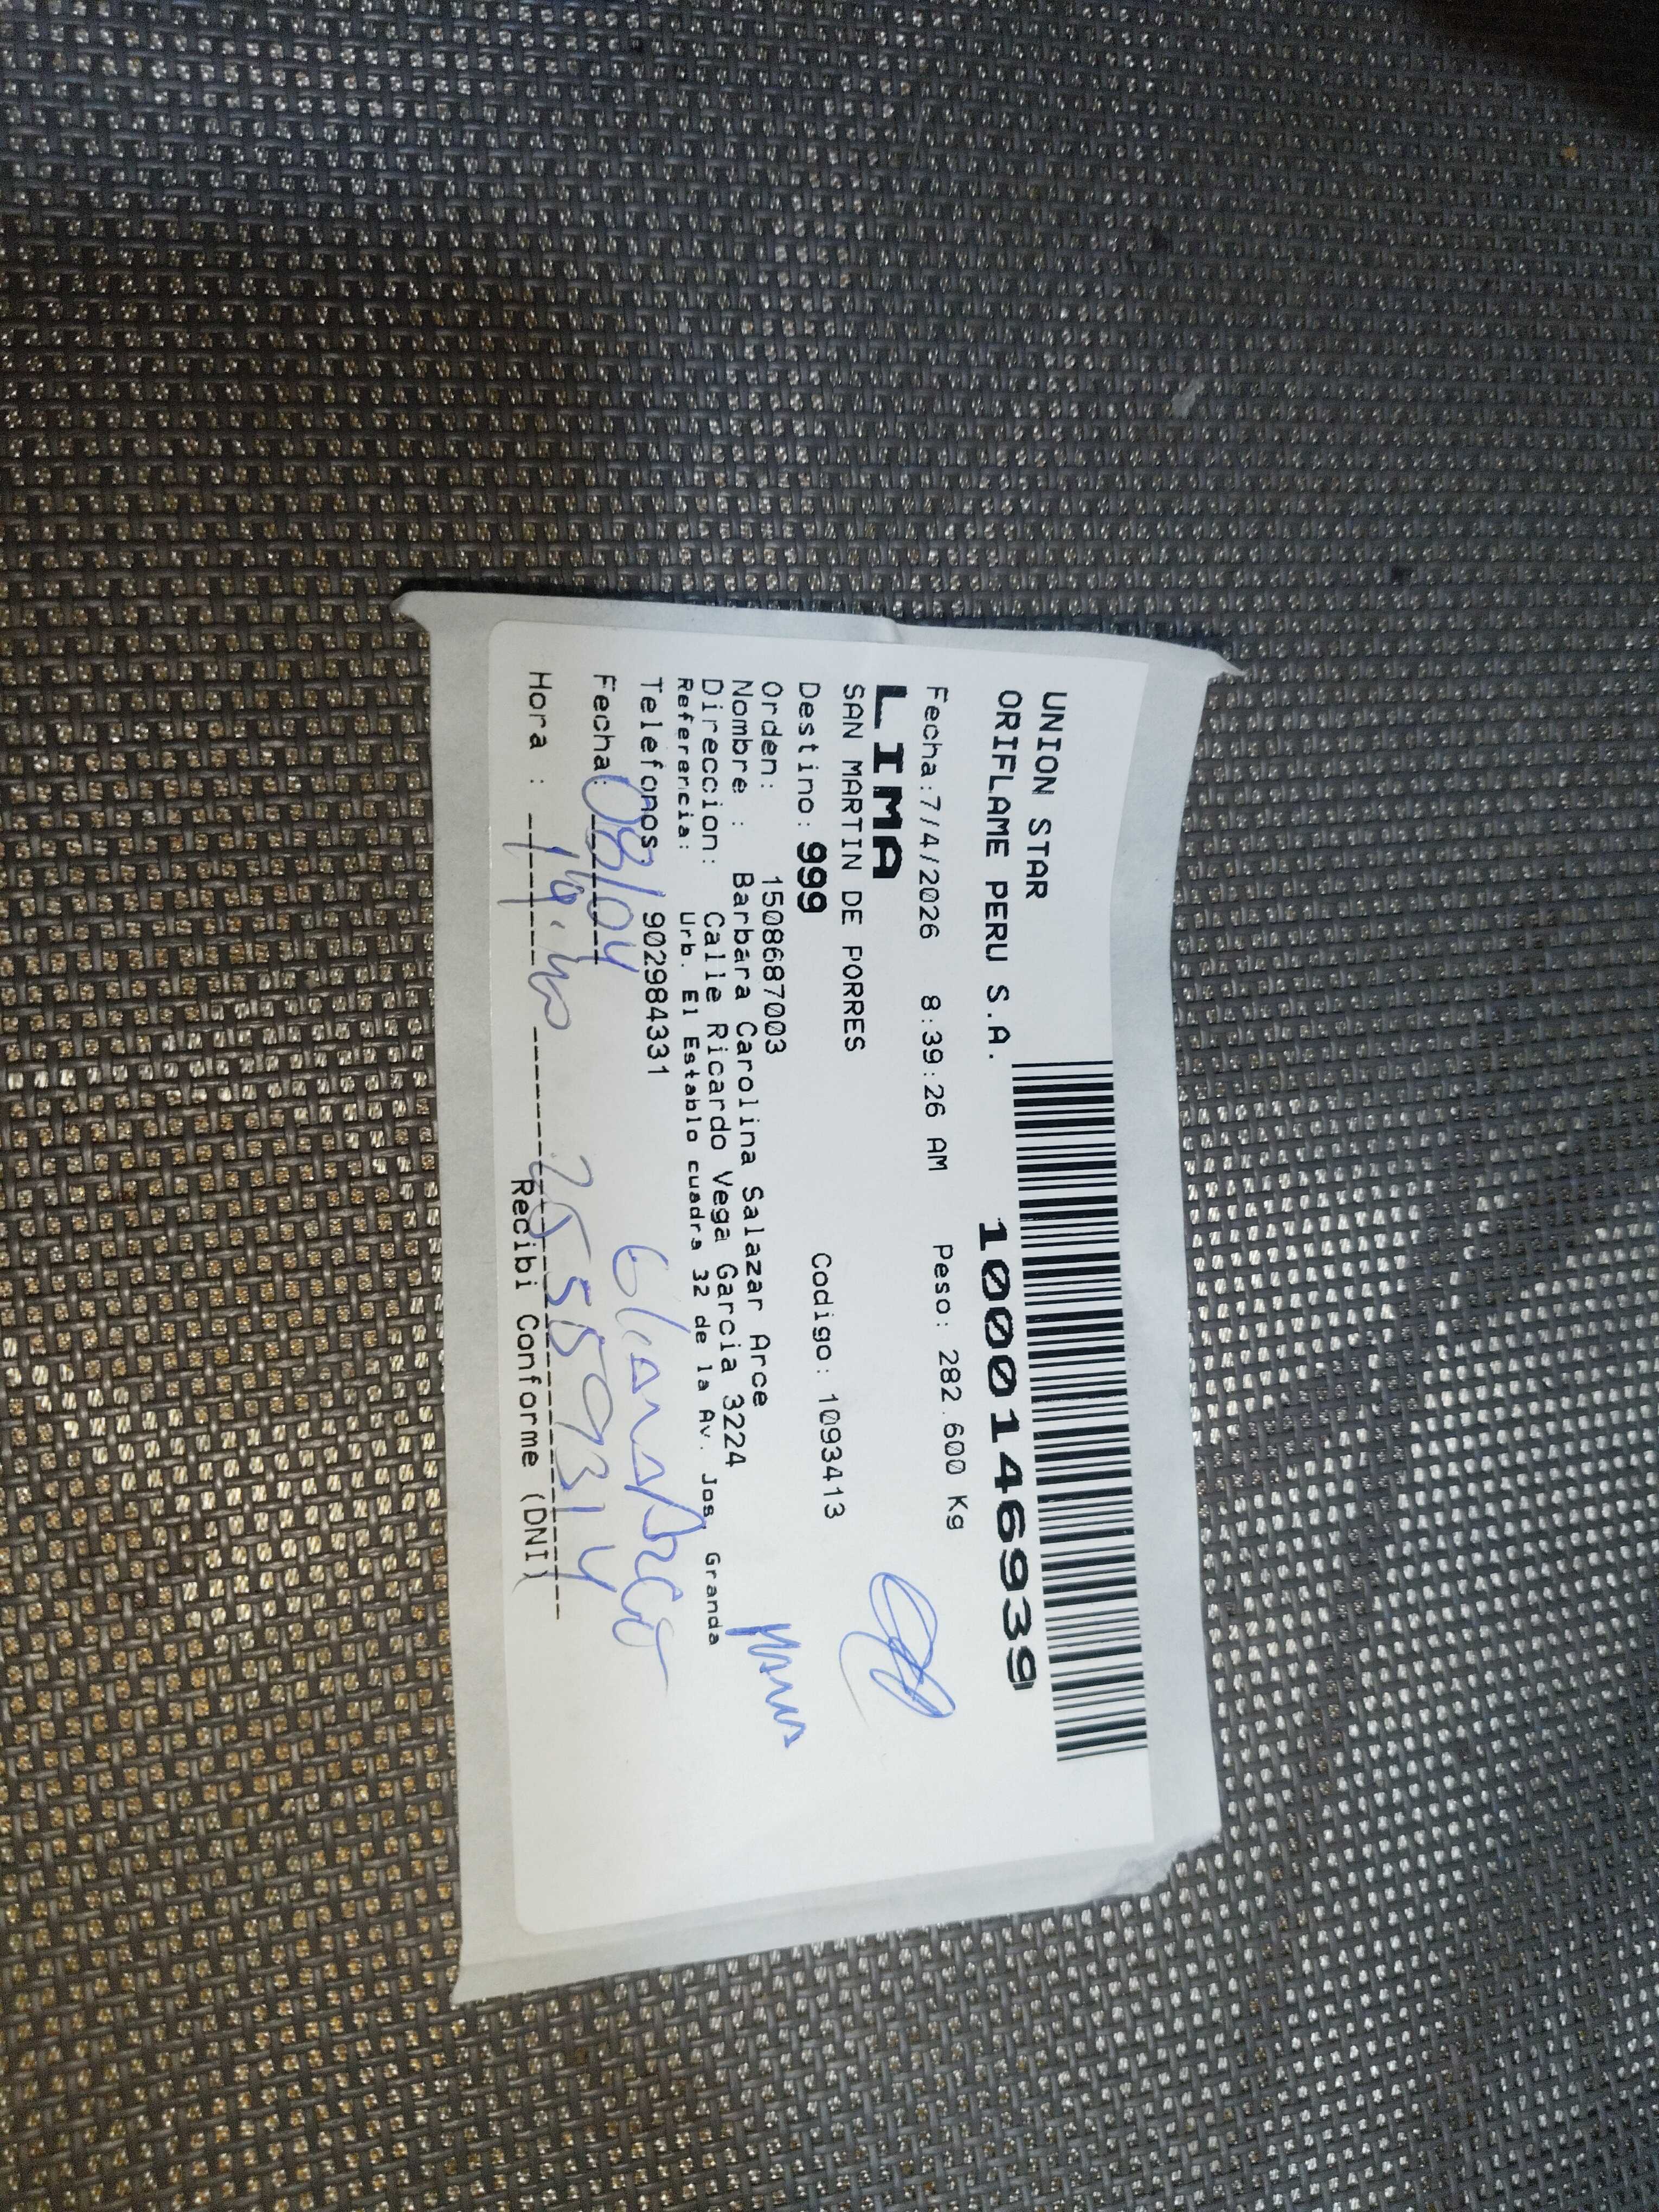 UNION STAR
ORIFLAME PERU S.A.
1000146939
Fecha:7/4/2026 8:39:26 AM Peso: 282.600 Kg
LIMA
SAN MARTIN DE PORRES
Destino: 999 Codigo: 1093413
Orden: 1508687003
Nombre : Barbara Carolina Salazar Arce
Direccion: Calle Ricardo Vega Garcia 3224
Referencia: Urb. El Establo cuadra 32 de la Av. Jos, Granda
Telefonos 902984331
Fecha: 08/04
Hora : 25559314
Recibi Conforme (DNI)